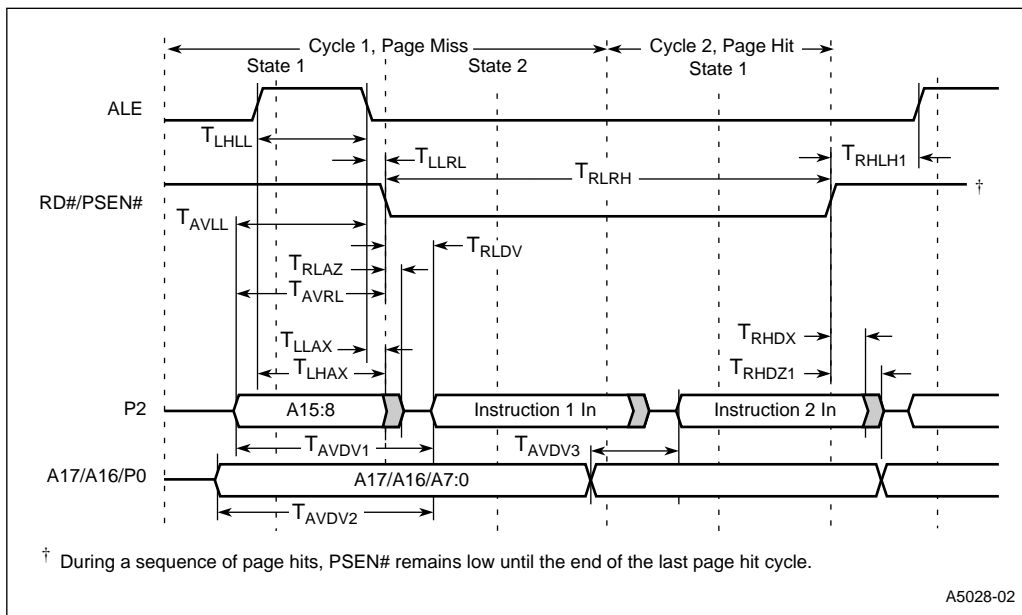 Cycle 1, Page Miss
Cycle 2, Page Hit
State 1
State 2
State 1
ALE
TLHLL
TLLRL
TRLRH
TRHLH1
RD#/PSEN#
†
TAVLL
TRLDV
TRLAZ
TAVRL
TLLAX
TRHDX
TLHAX
TRHDZ1
P2
A15:8
Instruction 1 In
Instruction 2 In
TAVDV1
TAVDV3
A17/A16/P0
A17/A16/A7:0
TAVDV2
† During a sequence of page hits, PSEN# remains low until the end of the last page hit cycle.
A5028-02